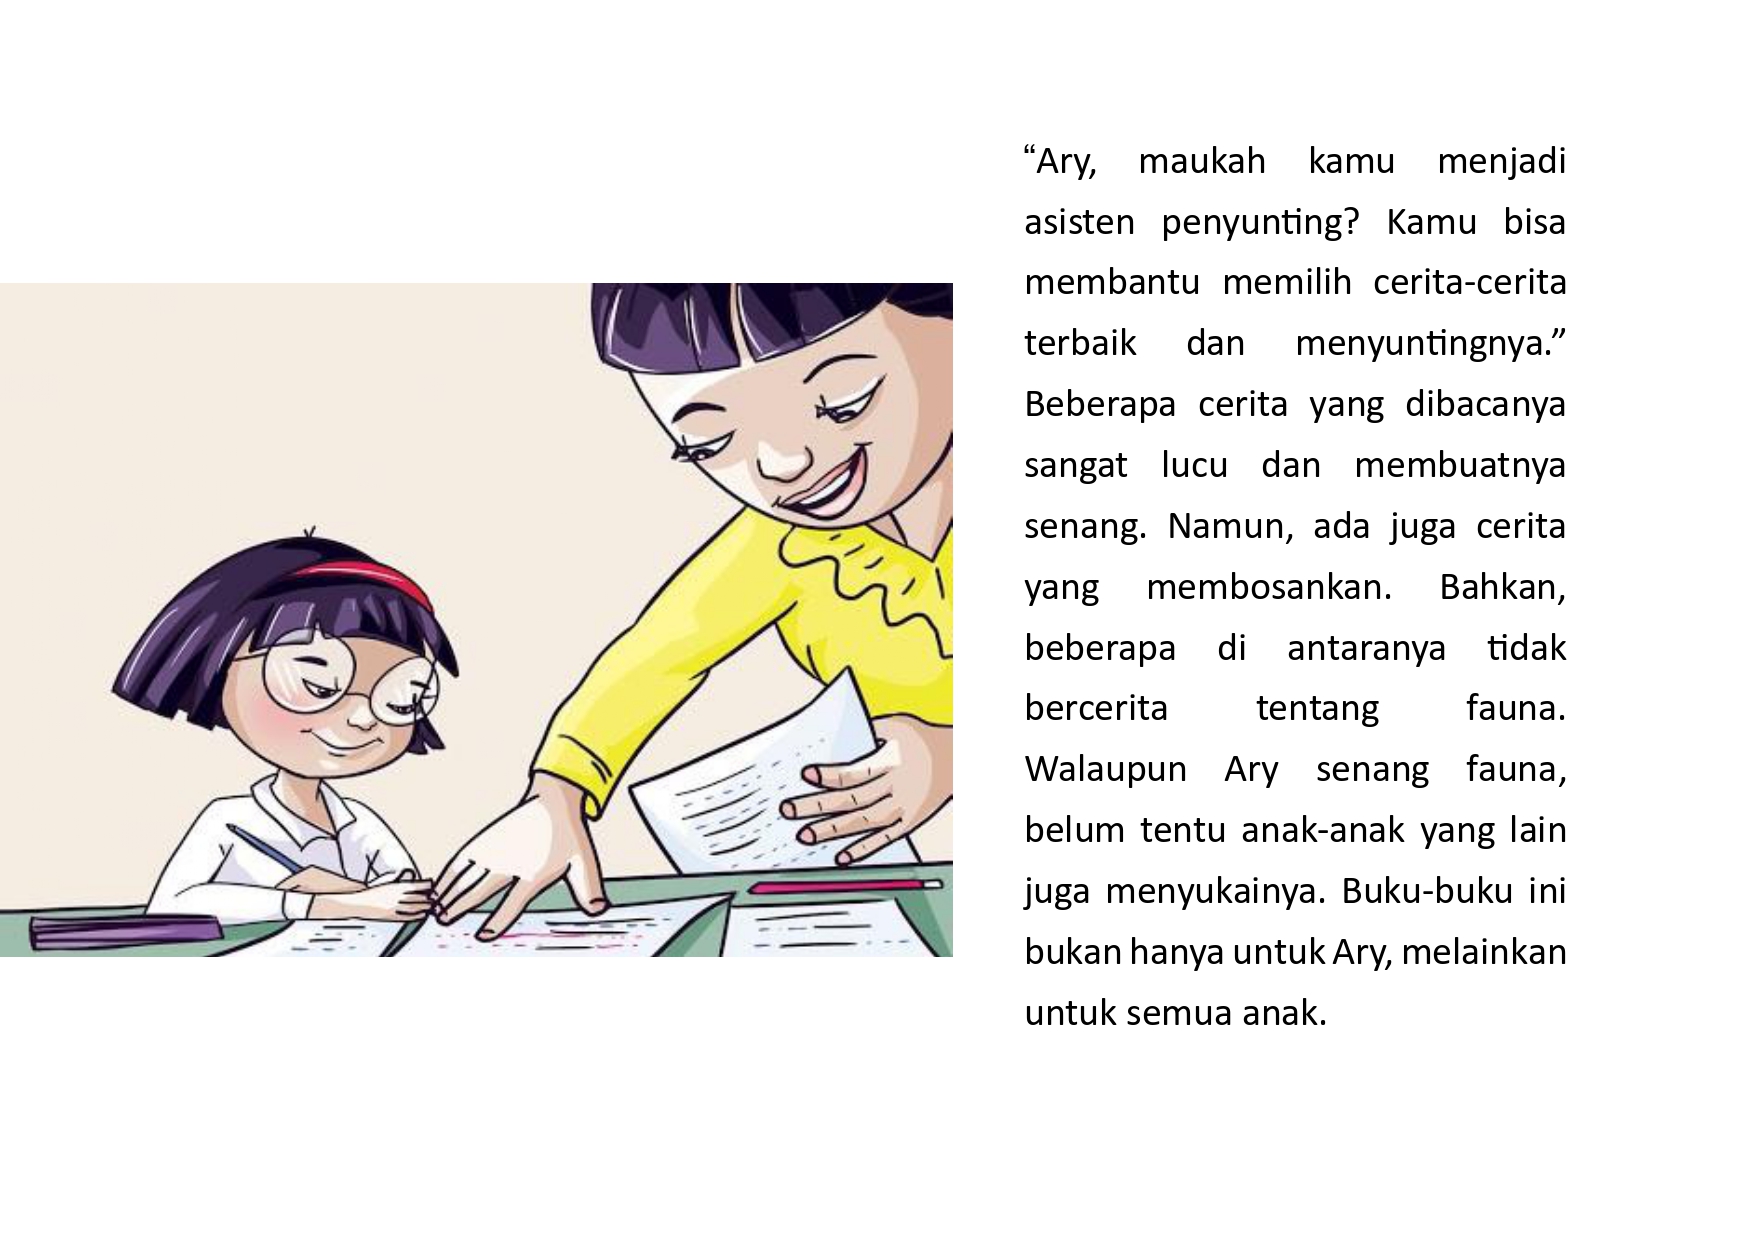 “Ary, maukah kamu menjadi
asisten penyunting? Kamu bisa
membantu memilih cerita-cerita
terbaik dan menyuntingnya.”
Beberapa cerita yang dibacanya
sangat lucu dan membuatnya
senang. Namun, ada juga cerita
yang membosankan. Bahkan,
beberapa di antaranya tidak
bercerita tentang fauna.
Walaupun Ary senang fauna,
belum tentu anak-anak yang lain
juga menyukainya. Buku-buku ini
bukan hanya untuk Ary, melainkan
untuk semua anak.